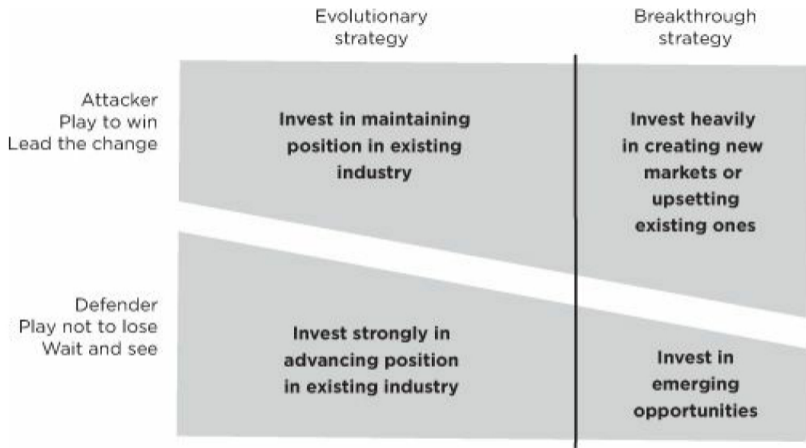 Evolutionary
strategy
Breakthrough
strategy
Attacker
Play to win
Lead the change
Invest in maintaining
position in existing
industry
Invest heavily
in creating new
markets or
upsetting
existing ones
Defender
Play not to lose
Wait and see
Invest strongly in
advancing position
in existing industry
Invest in
emerging
opportunities